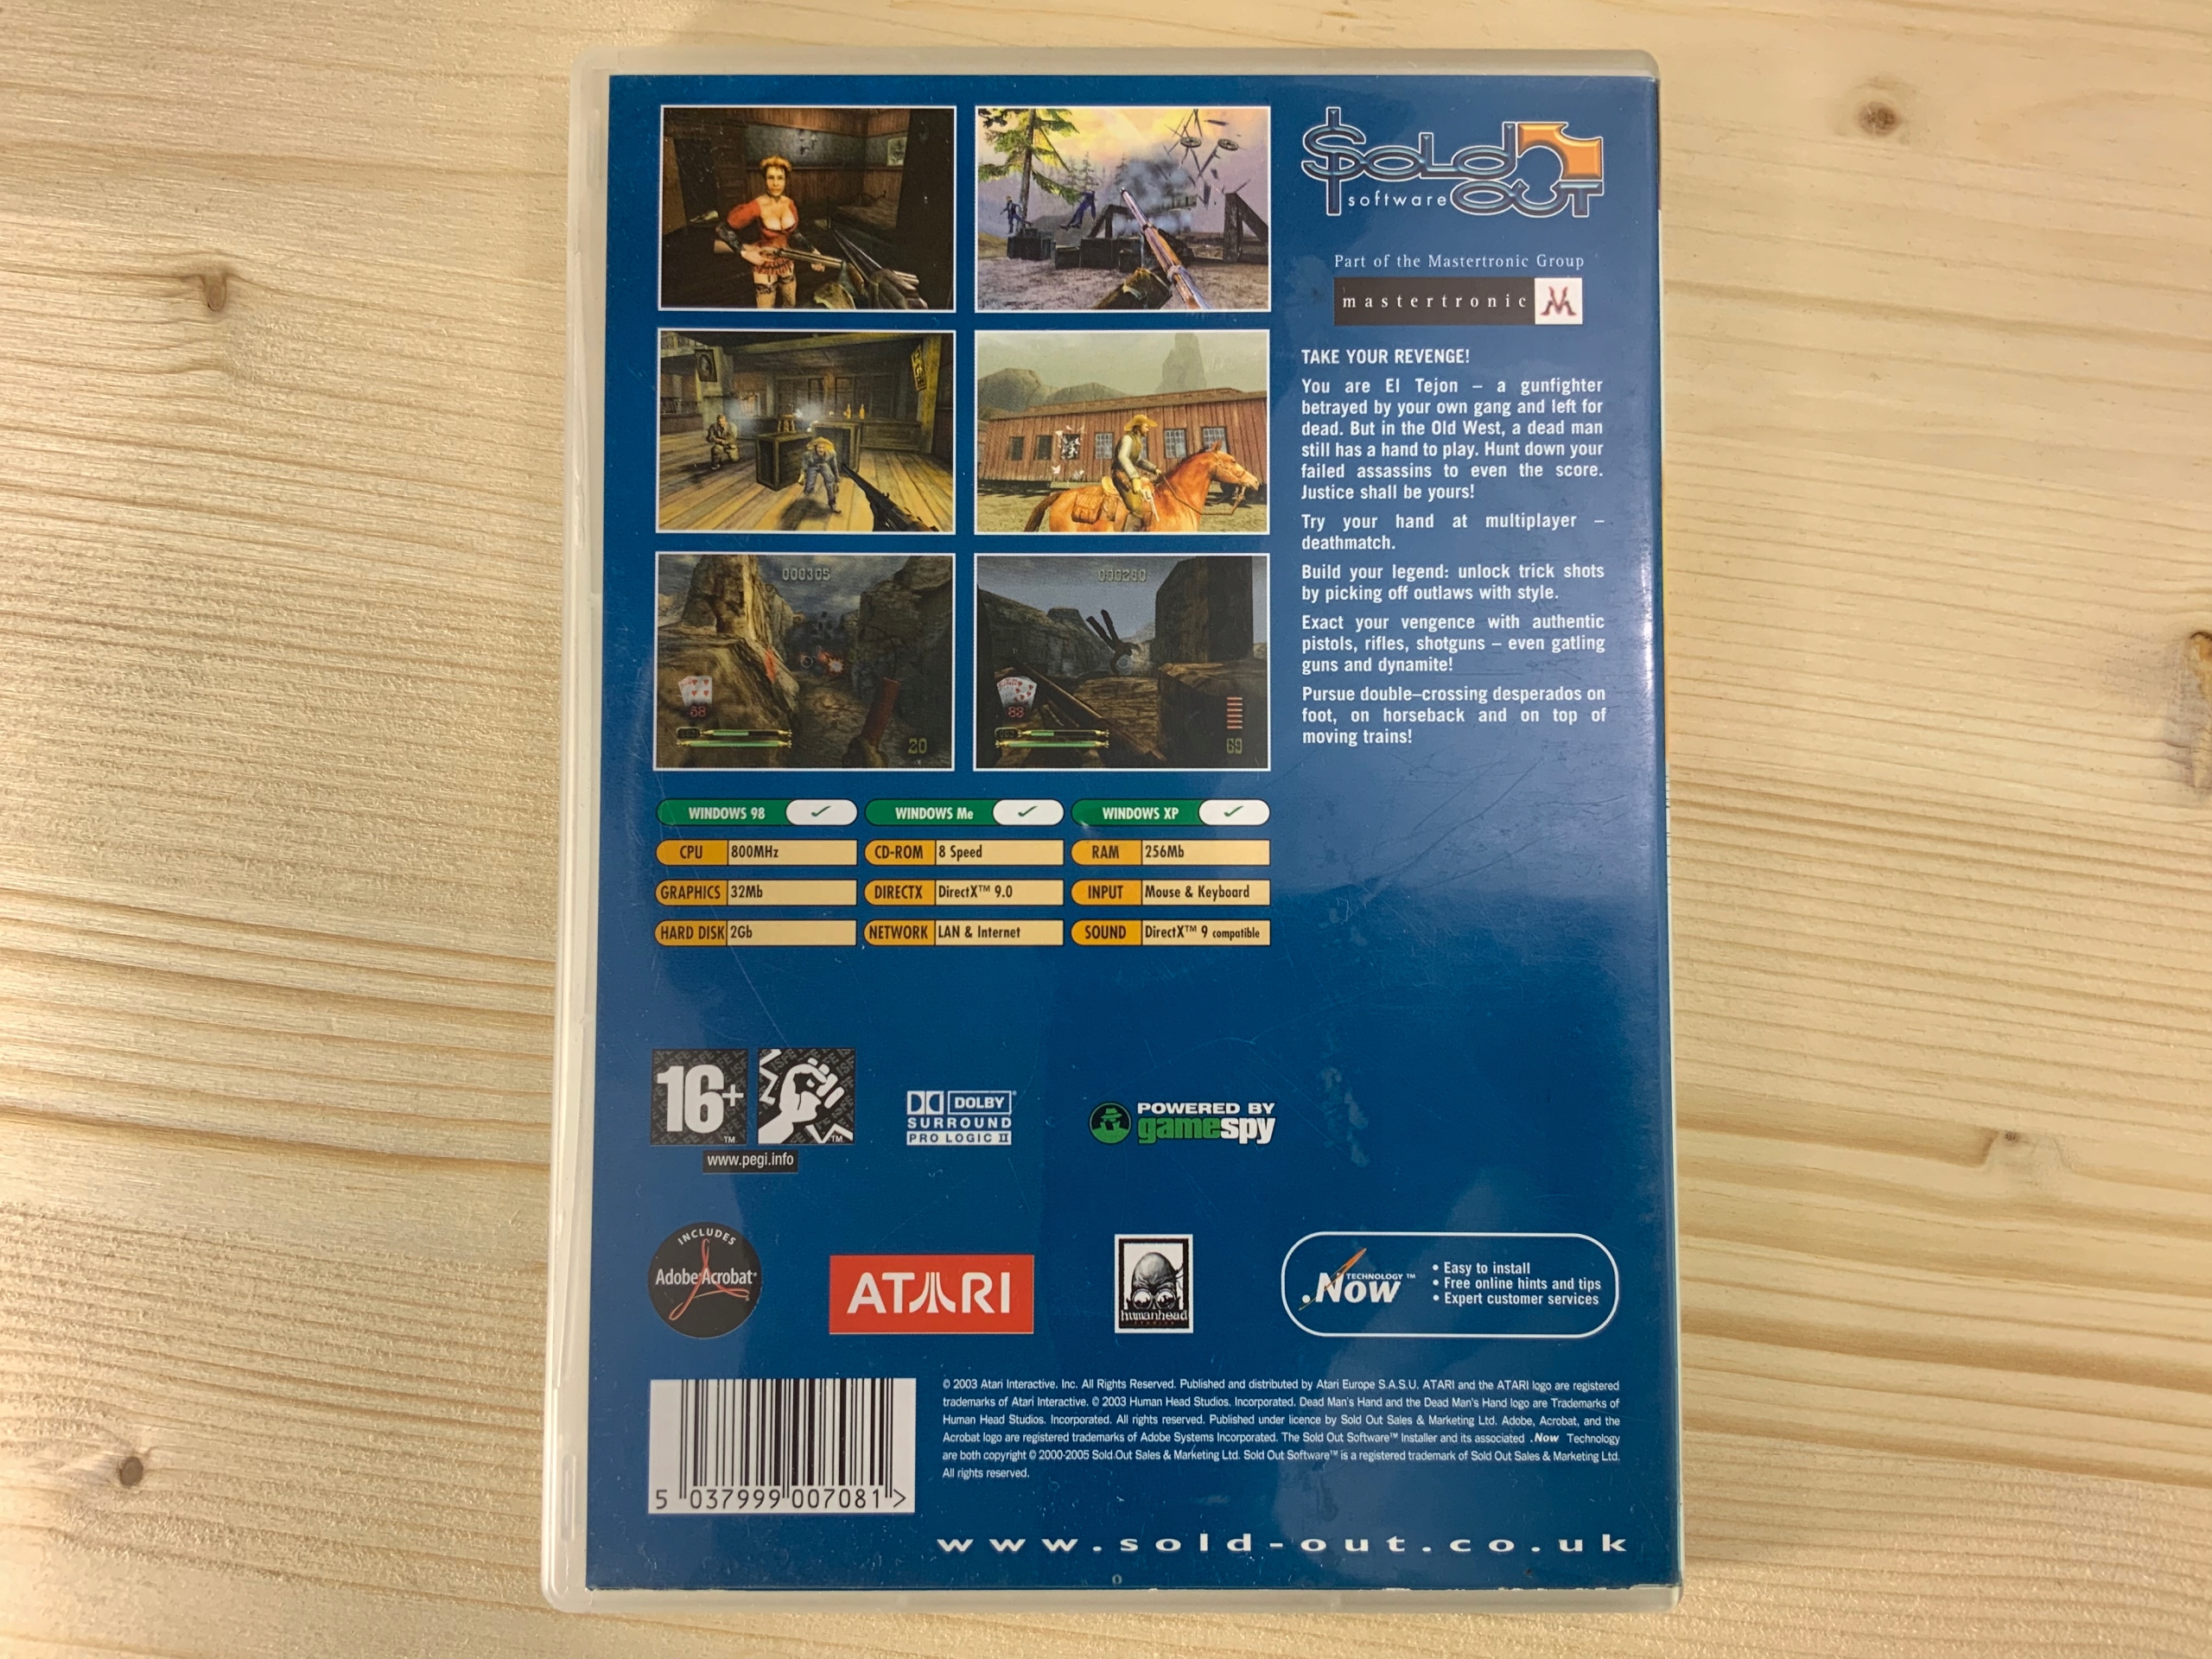 $old Out
software
Part of the Mastertronic Group
mastertronic M
TAKE YOUR REVENGE!
You are El Tejon – a gunfighter
betrayed by your own gang and left for
dead. But in the Old West, a dead man
still has a hand to play. Hunt down your
failed assassins to even the score.
Justice shall be yours!
Try your hand at multiplayer –
deathmatch.
Build your legend: unlock trick shots
by picking off outlaws with style.
Exact your vengence with authentic
pistols, rifles, shotguns – even gatling
guns and dynamite!
Pursue double–crossing desperados on
foot, on horseback and on top of
moving trains!
000305
68
20
000260
83
69
WINDOWS 98 ✓ WINDOWS Me ✓ WINDOWS XP ✓
CPU 800MHz CD-ROM 8 Speed RAM 256Mb
GRAPHICS 32Mb DIRECTX DirectX™ 9.0 INPUT Mouse & Keyboard
HARD DISK 2Gb NETWORK LAN & Internet SOUND DirectX™ 9 compatible
16+ ™ ™
www.pegi.info
DOLBY®
SURROUND
PRO LOGIC II
POWERED BY
gamespy
INCLUDES
Adobe® Acrobat®
ATARI
humanhead
.Now TECHNOLOGY™
• Easy to install
• Free online hints and tips
• Expert customer services
© 2003 Atari Interactive. Inc. All Rights Reserved. Published and distributed by Atari Europe S.A.S.U. ATARI and the ATARI logo are registered
trademarks of Atari Interactive. © 2003 Human Head Studios. Incorporated. Dead Man's Hand and the Dead Man's Hand logo are Trademarks of
Human Head Studios. Incorporated. All rights reserved. Published under licence by Sold Out Sales & Marketing Ltd. Adobe, Acrobat, and the
Acrobat logo are registered trademarks of Adobe Systems Incorporated. The Sold Out Software™ Installer and its associated .Now Technology
are both copyright © 2000-2005 Sold.Out Sales & Marketing Ltd. Sold Out Software™ is a registered trademark of Sold Out Sales & Marketing Ltd.
All rights reserved.
5 037999 007081 >
www.sold-out.co.uk